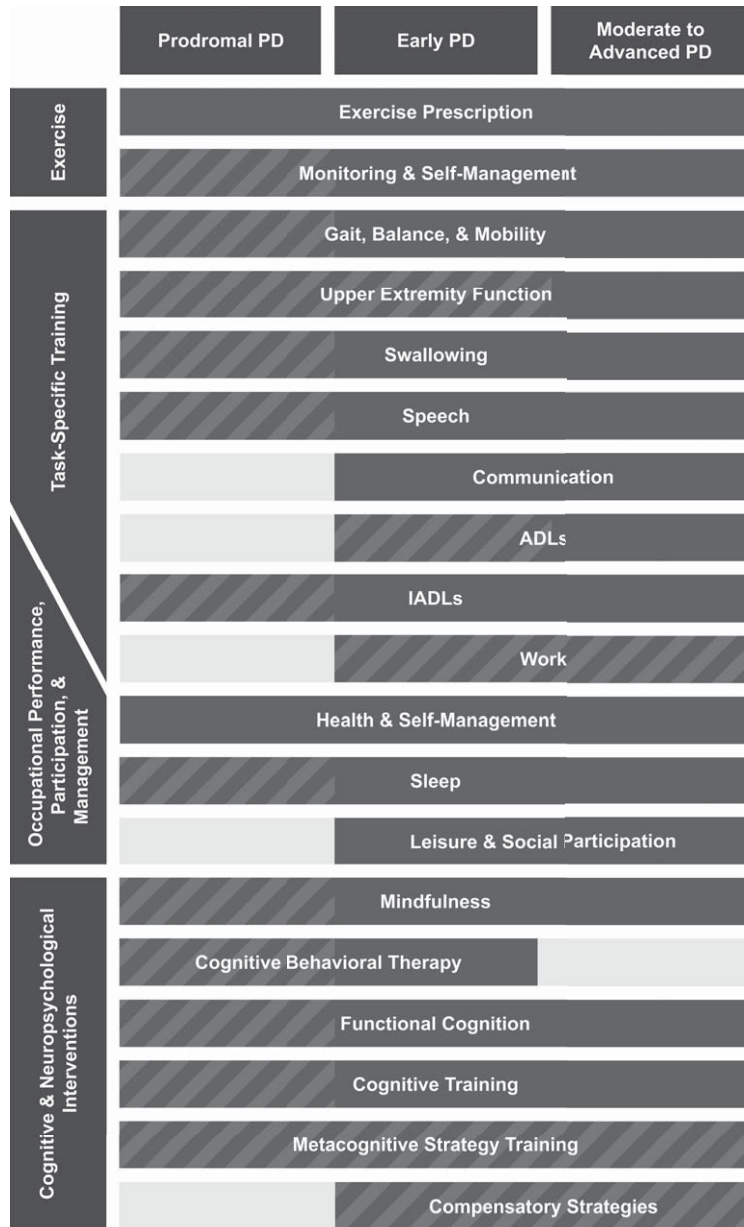 Prodromal PD
Early PD
Moderate to
Advanced PD
Exercise
Exercise Prescription
Monitoring & Self-Management
Task-Specific Training
Gait, Balance, & Mobility
Upper Extremity Function
Swallowing
Speech
Communication
ADLs
IADLs
Work
Occupational Performance,
Participation, &
Management
Health & Self-Management
Sleep
Leisure & Social Participation
Cognitive & Neuropsychological
Interventions
Mindfulness
Cognitive Behavioral Therapy
Functional Cognition
Cognitive Training
Metacognitive Strategy Training
Compensatory Strategies